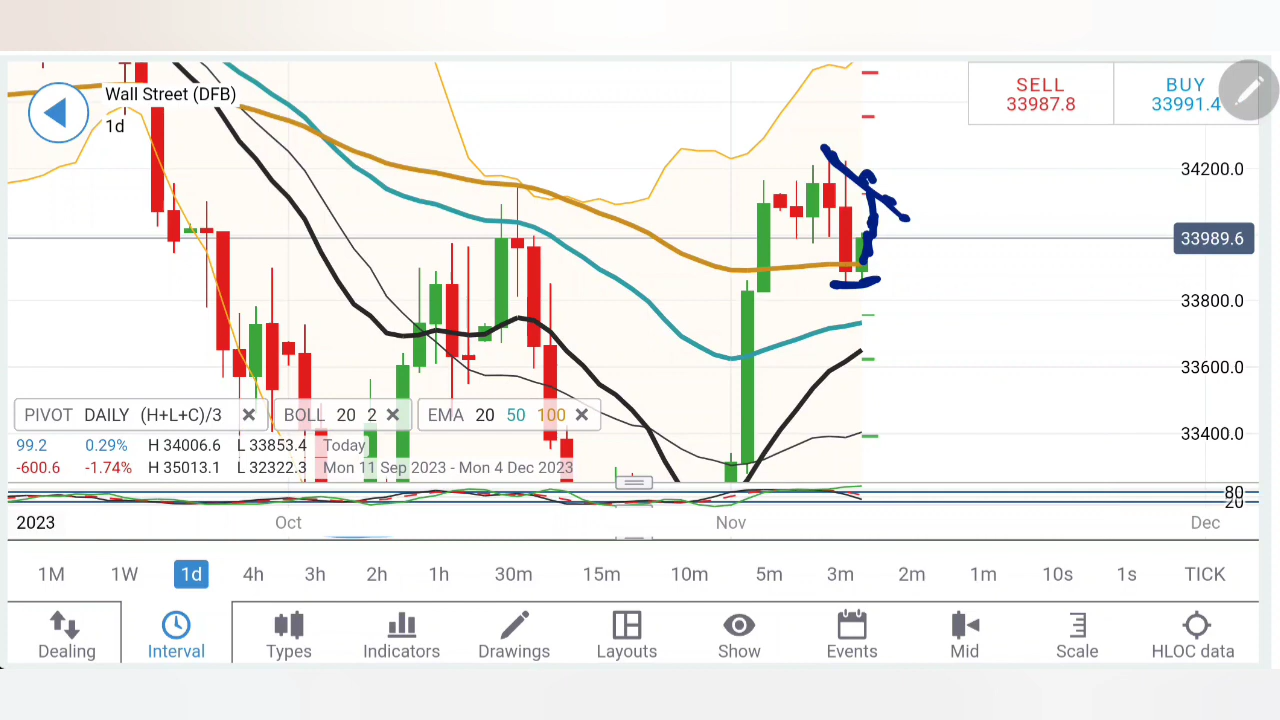 Wall Street (DFB)
1d
SELL BUY
33987.8 33991.4
34200.0
33989.6
33800.0
33600.0
33400.0
PIVOT DAILY (H+L+C)/3 BOLL 20 2 EMA 20 50 100
99.2 0.29% H 34006.6 L 33853.4 Today
-600.6 -1.74% H 35013.1 L 32322.3 Mon 11 Sep 2023 - Mon 4 Dec 2023
80
20
2023 Oct Nov Dec
1M 1W 1d 4h 3h 2h 1h 30m 15m 10m 5m 3m 2m 1m 10s 1s TICK
Dealing Interval Types Indicators Drawings Layouts Show Events Mid Scale HLOC data